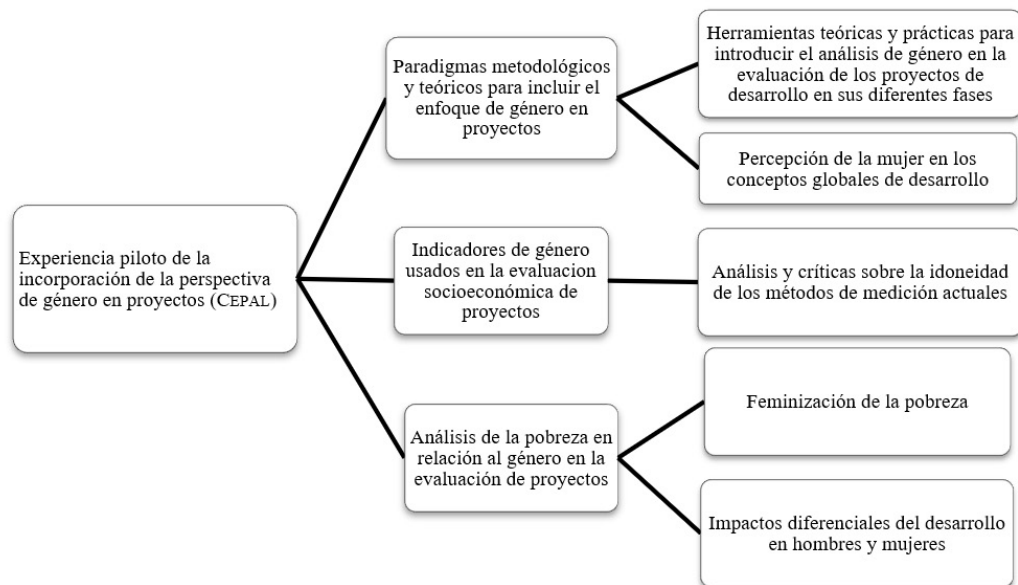 Experiencia piloto de la
incorporación de la perspectiva
de género en proyectos (CEPAL)
Paradigmas metodológicos
y teóricos para incluir el
enfoque de género en
proyectos
Herramientas teóricas y prácticas para
introducir el análisis de género en la
evaluación de los proyectos de
desarrollo en sus diferentes fases
Percepción de la mujer en los
conceptos globales de desarrollo
Indicadores de género
usados en la evaluacion
socioeconómica de
proyectos
Análisis y críticas sobre la idoneidad
de los métodos de medición actuales
Análisis de la pobreza en
relación al género en la
evaluación de proyectos
Feminización de la pobreza
Impactos diferenciales del desarrollo
en hombres y mujeres